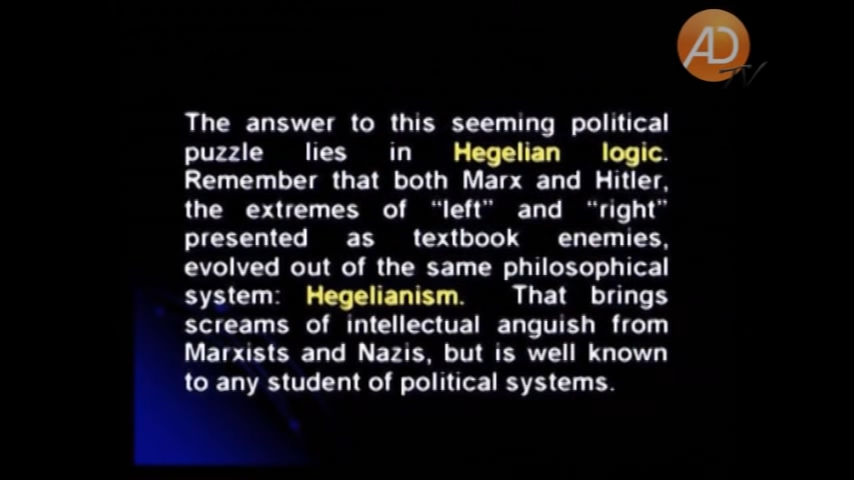 AD
TV
The answer to this seeming political
puzzle lies in Hegelian logic.
Remember that both Marx and Hitler,
the extremes of “left” and “right”
presented as textbook enemies,
evolved out of the same philosophical
system: Hegelianism. That brings
screams of intellectual anguish from
Marxists and Nazis, but is well known
to any student of political systems.